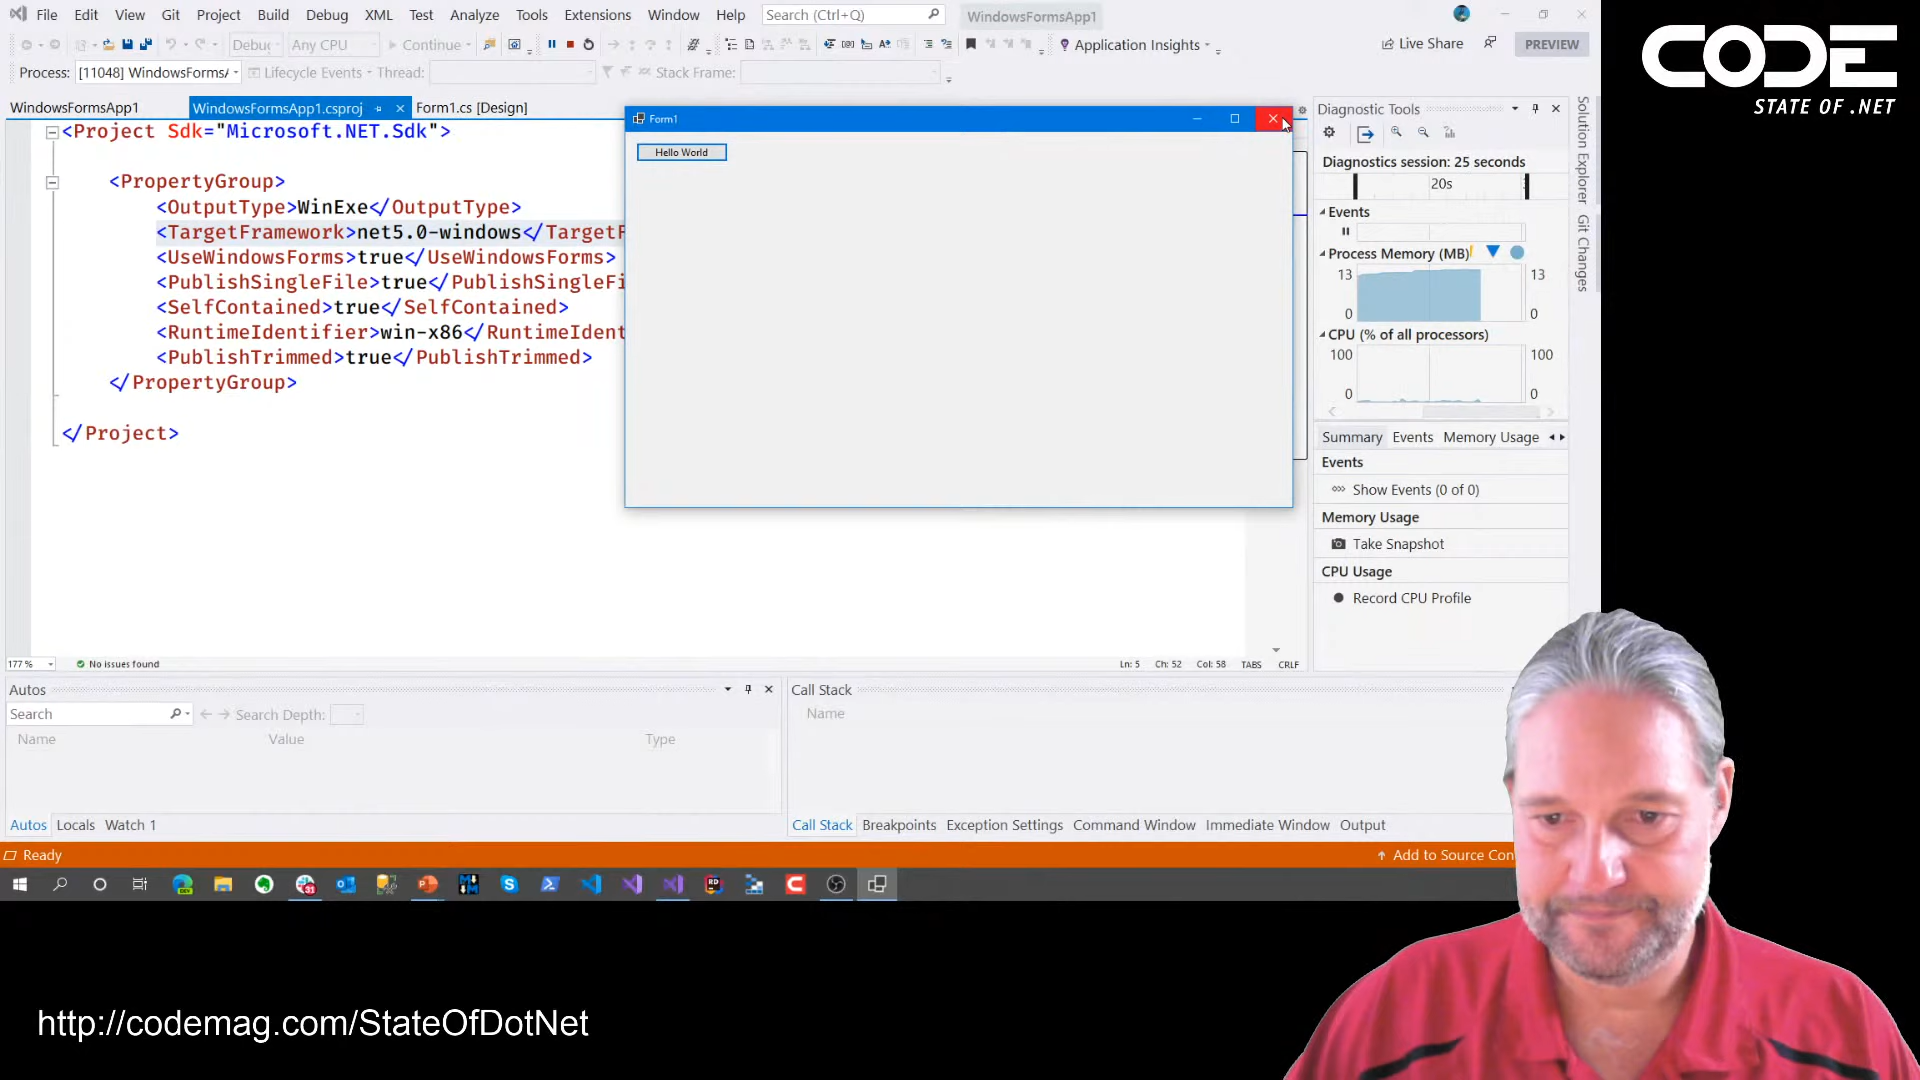 File Edit View Git Project Build Debug XML Test Analyze Tools Extensions Window Help Search (Ctrl+Q) WindowsFormsApp1
Any CPU Continue Application Insights Live Share PREVIEW
Process: [11048] WindowsForms Lifecycle Events Thread: Stack Frame:
WindowsFormsApp1 WindowsFormsApp1.csproj Form1.cs [Design]
<Project Sdk="Microsoft.NET.Sdk">
<PropertyGroup>
<OutputType>WinExe</OutputType>
<TargetFramework>net5.0-windows</TargetF
<UseWindowsForms>true</UseWindowsForms>
<PublishSingleFile>true</PublishSingleFi
<SelfContained>true</SelfContained>
<RuntimeIdentifier>win-x86</RuntimeIdent
<PublishTrimmed>true</PublishTrimmed>
</PropertyGroup>
</Project>
Form1
Hello World
Diagnostic Tools
Diagnostics session: 25 seconds
20s
Events
Process Memory (MB)
13 13
0 0
CPU (% of all processors)
100 100
0 0
Summary Events Memory Usage
Events
Show Events (0 of 0)
Memory Usage
Take Snapshot
CPU Usage
Record CPU Profile
Solution Explorer
Git Changes
177 % No issues found Ln: 5 Ch: 52 Col: 58 TABS CRLF
Autos
Search Search Depth:
Name Value Type
Autos Locals Watch 1
Call Stack
Name
Call Stack Breakpoints Exception Settings Command Window Immediate Window Output
Ready Add to Source Con
CODE
STATE OF .NET
http://codemag.com/StateOfDotNet